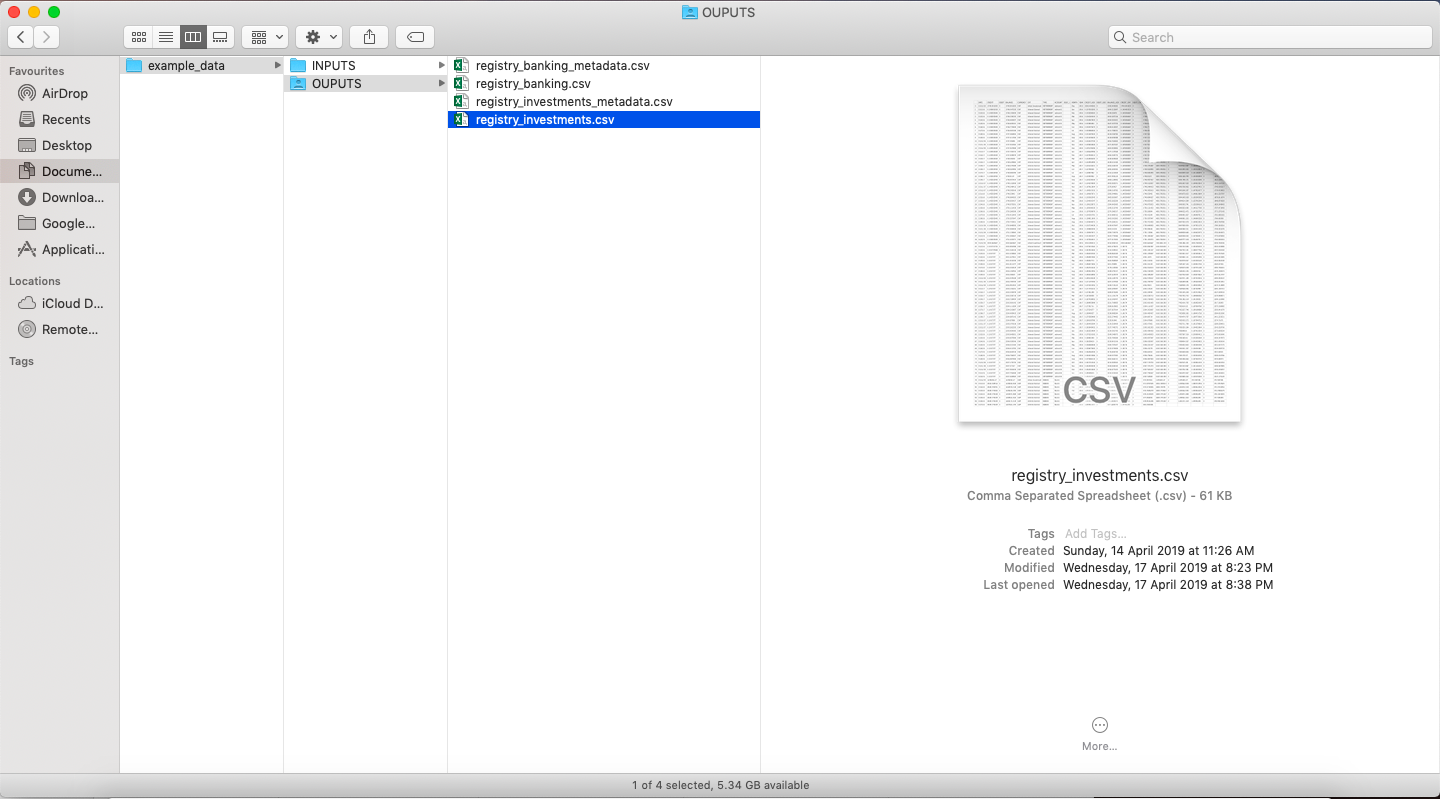 OUPUTS
Search
Favourites
AirDrop
Recents
Desktop
Docume...
Downloa...
Google...
Applicati...
Locations
iCloud D...
Remote...
Tags
example_data
INPUTS
OUPUTS
registry_banking_metadata.csv
registry_banking.csv
registry_investments_metadata.csv
registry_investments.csv
CSV
registry_investments.csv
Comma Separated Spreadsheet (.csv) - 61 KB
Tags Add Tags...
Created Sunday, 14 April 2019 at 11:26 AM
Modified Wednesday, 17 April 2019 at 8:23 PM
Last opened Wednesday, 17 April 2019 at 8:38 PM
More...
1 of 4 selected, 5.34 GB available